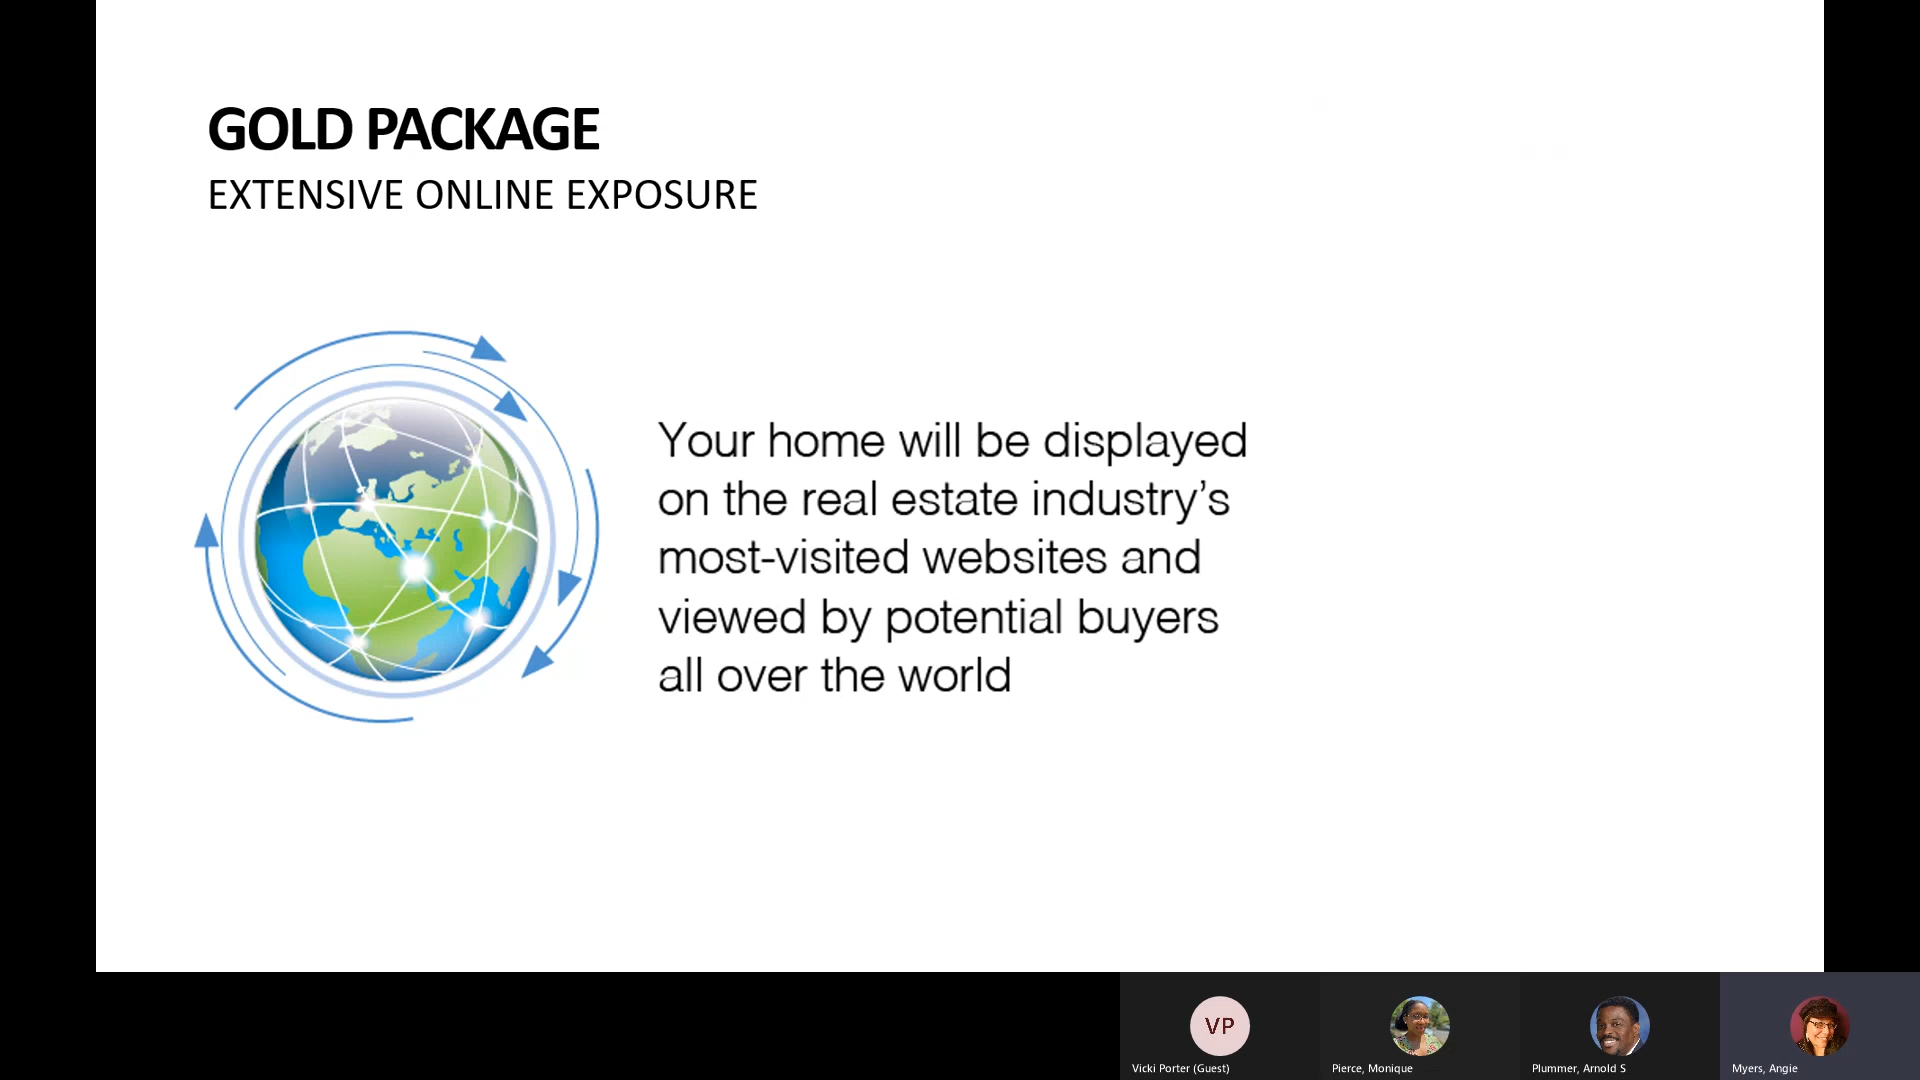 GOLD PACKAGE
EXTENSIVE ONLINE EXPOSURE
Your home will be displayed
on the real estate industry’s
most-visited websites and
viewed by potential buyers
all over the world
VP
Vicki Porter (Guest)
Pierce, Monique
Plummer, Arnold S
Myers, Angie